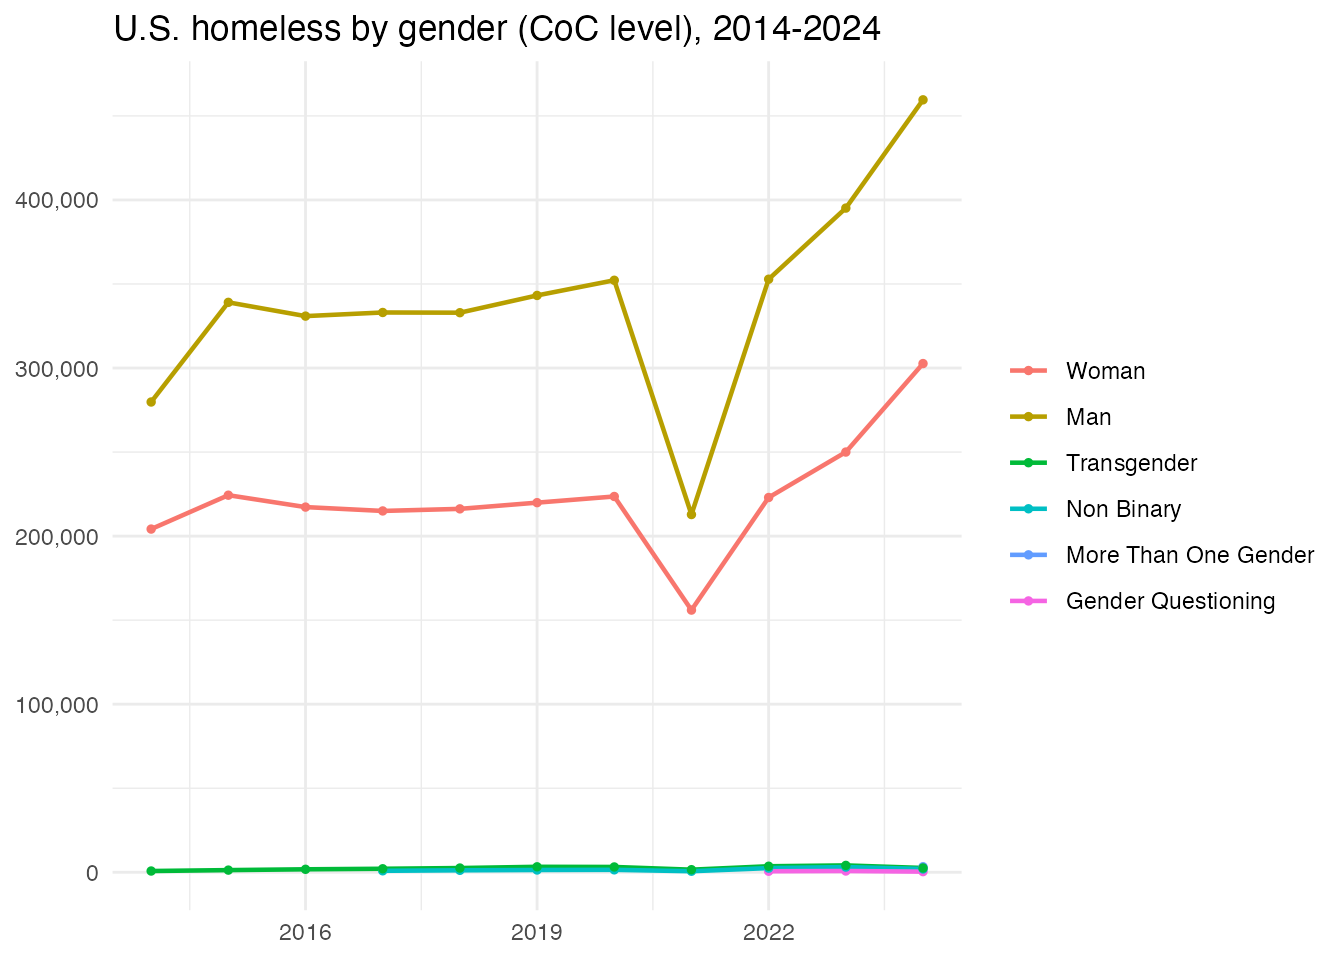 U.S. homeless by gender (CoC level), 2014-2024
400,000
300,000
200,000
100,000
0
2016
2019
2022
Woman
Man
Transgender
Non Binary
More Than One Gender
Gender Questioning